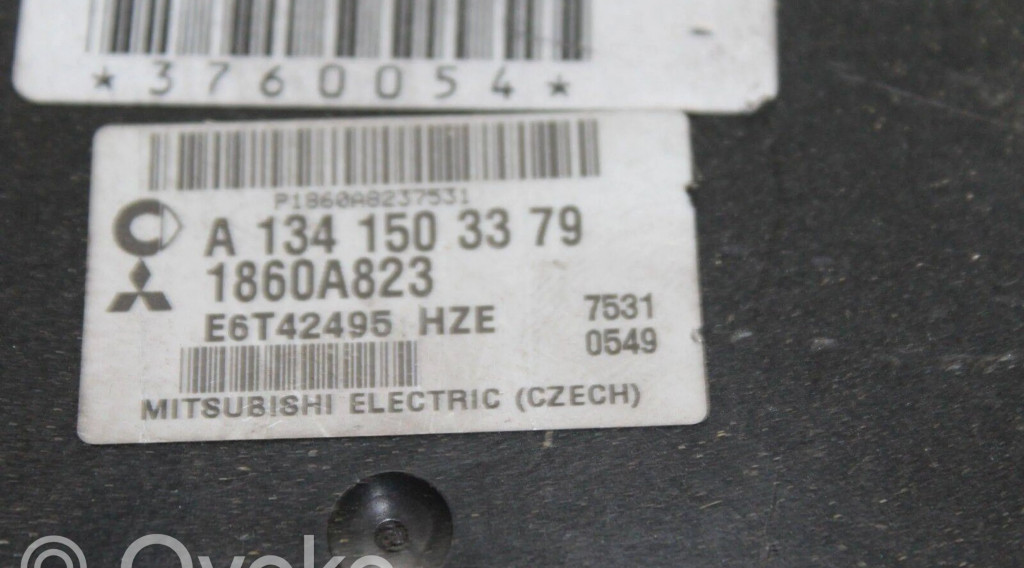 *3760054*
P1860A8237531
A 134 150 33 79
1860A823
E6T42495 HZE
7531
0549
MITSUBISHI ELECTRIC (CZECH)